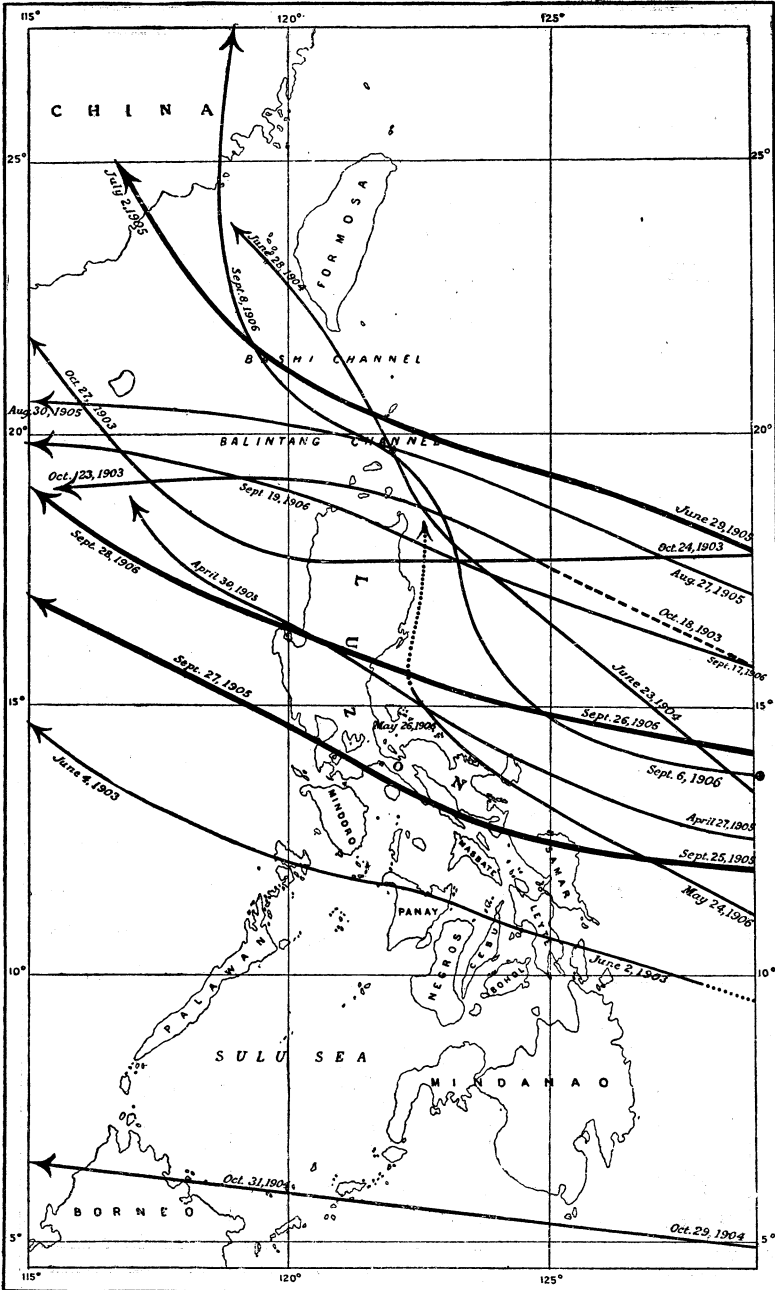 115°
120°
125°
CHINA
25°
25°
July 2, 1905
FORMOSA
June 28, 1904
Sept. 8, 1906
BASHI CHANNEL
Oct. 27, 1903
Aug. 30, 1905
20°
20°
BALINTANG CHANNEL
Oct. 23, 1903
Sept 19, 1906
June 29, 1905
Oct. 24, 1903
Sept. 28, 1906
April 30, 1905
Aug. 27, 1905
Oct. 18, 1903
Sept. 17, 1906
LUZON
Sept. 27, 1905
June 23, 1904
15°
15°
Sept. 26, 1906
May 26, 1904
June 4, 1903
Sept. 6, 1906
MINDORO
April 27, 1905
Sept. 25, 1905
MASBATE
SAMAR
May 24, 1906
PANAY
LEYTE
CEBU
NEGROS
BOHOL
June 2, 1903
10°
10°
PALAWAN
SULU SEA
MINDANAO
Oct. 31, 1904
BORNEO
Oct. 29, 1904
5°
5°
115°
120°
125°